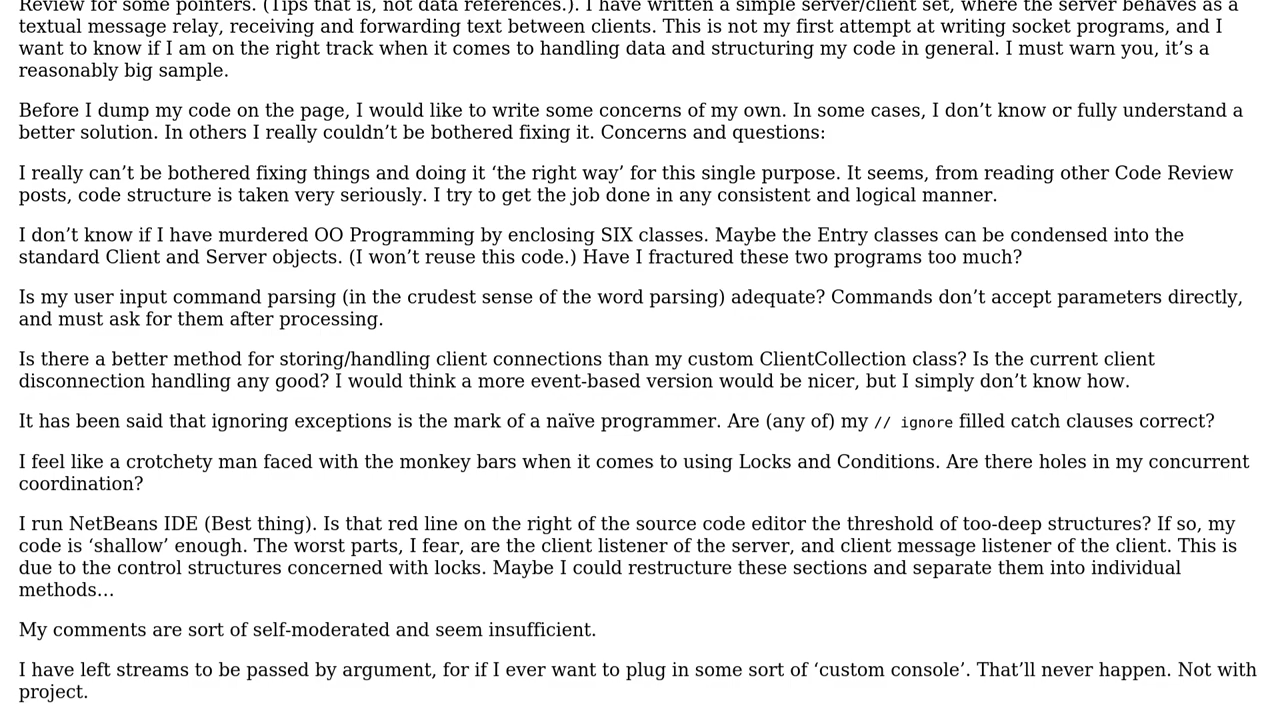 Review for some pointers. (Tips that is, not data references.). I have written a simple server/client set, where the server behaves as a
textual message relay, receiving and forwarding text between clients. This is not my first attempt at writing socket programs, and I
want to know if I am on the right track when it comes to handling data and structuring my code in general. I must warn you, it’s a
reasonably big sample.
Before I dump my code on the page, I would like to write some concerns of my own. In some cases, I don’t know or fully understand a
better solution. In others I really couldn’t be bothered fixing it. Concerns and questions:
I really can’t be bothered fixing things and doing it ‘the right way’ for this single purpose. It seems, from reading other Code Review
posts, code structure is taken very seriously. I try to get the job done in any consistent and logical manner.
I don’t know if I have murdered OO Programming by enclosing SIX classes. Maybe the Entry classes can be condensed into the
standard Client and Server objects. (I won’t reuse this code.) Have I fractured these two programs too much?
Is my user input command parsing (in the crudest sense of the word parsing) adequate? Commands don’t accept parameters directly,
and must ask for them after processing.
Is there a better method for storing/handling client connections than my custom ClientCollection class? Is the current client
disconnection handling any good? I would think a more event-based version would be nicer, but I simply don’t know how.
It has been said that ignoring exceptions is the mark of a naïve programmer. Are (any of) my // ignore filled catch clauses correct?
I feel like a crotchety man faced with the monkey bars when it comes to using Locks and Conditions. Are there holes in my concurrent
coordination?
I run NetBeans IDE (Best thing). Is that red line on the right of the source code editor the threshold of too-deep structures? If so, my
code is ‘shallow’ enough. The worst parts, I fear, are the client listener of the server, and client message listener of the client. This is
due to the control structures concerned with locks. Maybe I could restructure these sections and separate them into individual
methods…
My comments are sort of self-moderated and seem insufficient.
I have left streams to be passed by argument, for if I ever want to plug in some sort of ‘custom console’. That’ll never happen. Not with
project.